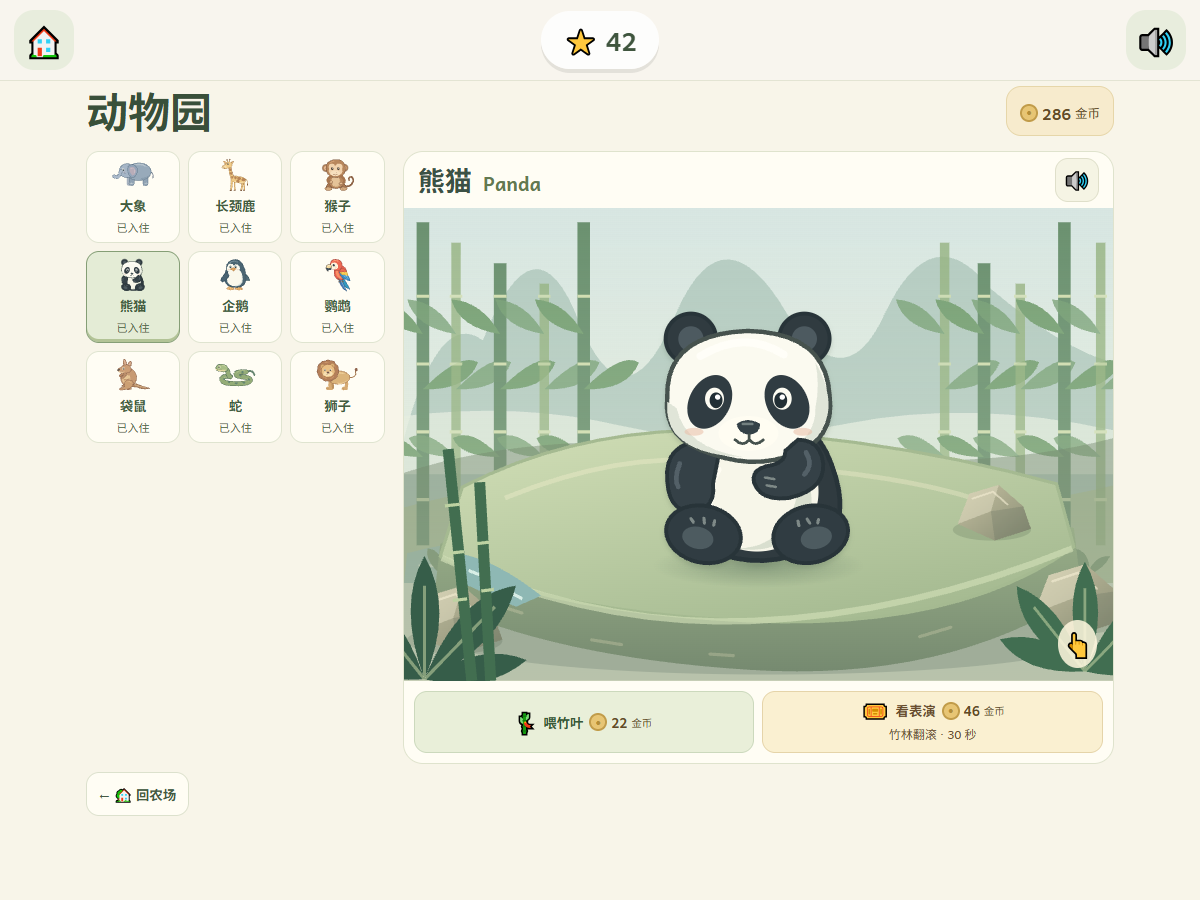 42
动物园
286 金币
大象
已入住
长颈鹿
已入住
猴子
已入住
熊猫
已入住
企鹅
已入住
鹦鹉
已入住
袋鼠
已入住
蛇
已入住
狮子
已入住
熊猫 Panda
喂竹叶 22 金币
看表演 46 金币
竹林翻滚 · 30 秒
← 回农场